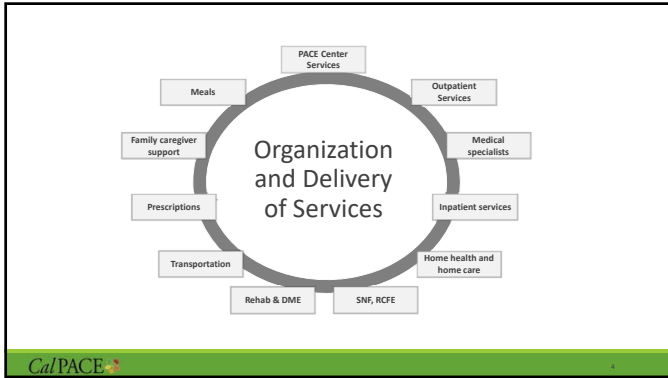 PACE Center
Services
Outpatient
Services
Medical
specialists
Inpatient services
Home health and
home care
SNF, RCFE
Rehab & DME
Transportation
Prescriptions
Family caregiver
support
Meals
Organization
and Delivery
of Services
CalPACE
4